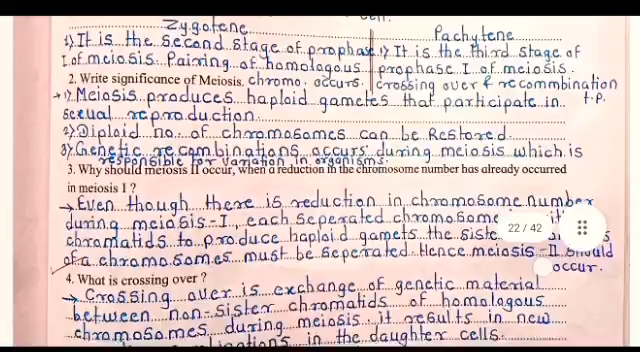 cell.
Zygotene
Pachytene
1) It is the second stage of prophase 1) It is the third stage of
I of meiosis. Pairing of homologous prophase I of meiosis.
2. Write significance of Meiosis. chromo. occurs. crossing over & recommbination
→ 1) Meiosis produces haploid gametes that participate in t.p.
sexual reproduction
2) Diploid no. of chromosomes can be Restored
3) Genetic recombinations occurs during meiosis which is
responsible for variation in organisms.
3. Why should meiosis II occur, when a reduction in the chromosome number has already occurred
in meiosis I ?
→ Even though there is reduction in chromosome number
during meiosis-I, each seperated chromosome
chromatids to produce haploid gamets the
22 / 42
of a chromosomes must be seperated. Hence meiosis-II should
occur.
4. What is crossing over ?
→ Crossing over is exchange of genetic material
between non-sister chromatids of homologous
chromosomes during meiosis. it results in new
in the daughter cells.